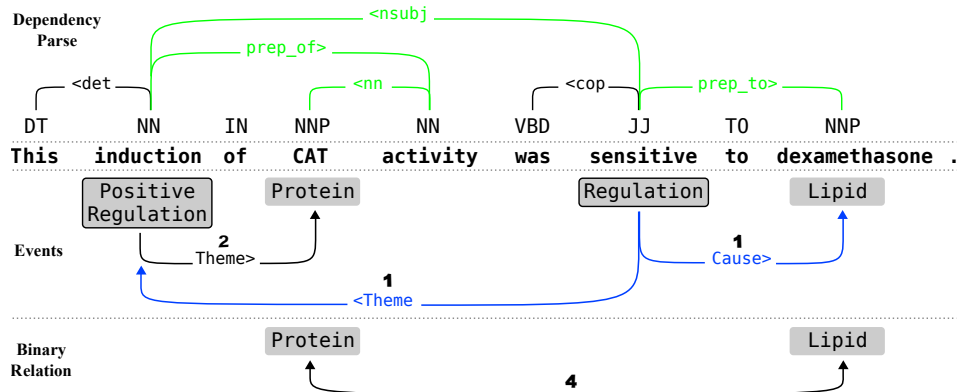 Dependency
Parse
<nsubj
prep_of>
<det
<nn
<cop
prep_to>
DT NN IN NNP NN VBD JJ TO NNP
This induction of CAT activity was sensitive to dexamethasone .
Positive
Regulation
Protein
Regulation
Lipid
Events
2
Theme>
1
Cause>
1
<Theme
Binary
Relation
Protein
Lipid
4